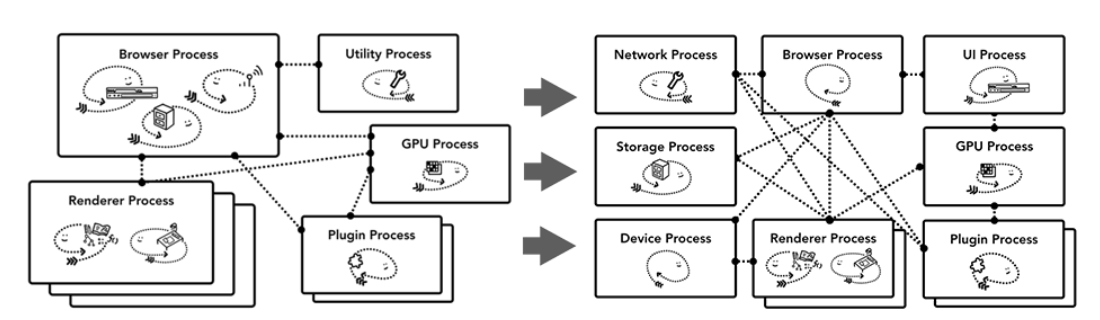 Browser Process
Utility Process
GPU Process
Renderer Process
Plugin Process
Network Process
Browser Process
UI Process
Storage Process
GPU Process
Device Process
Renderer Process
Plugin Process